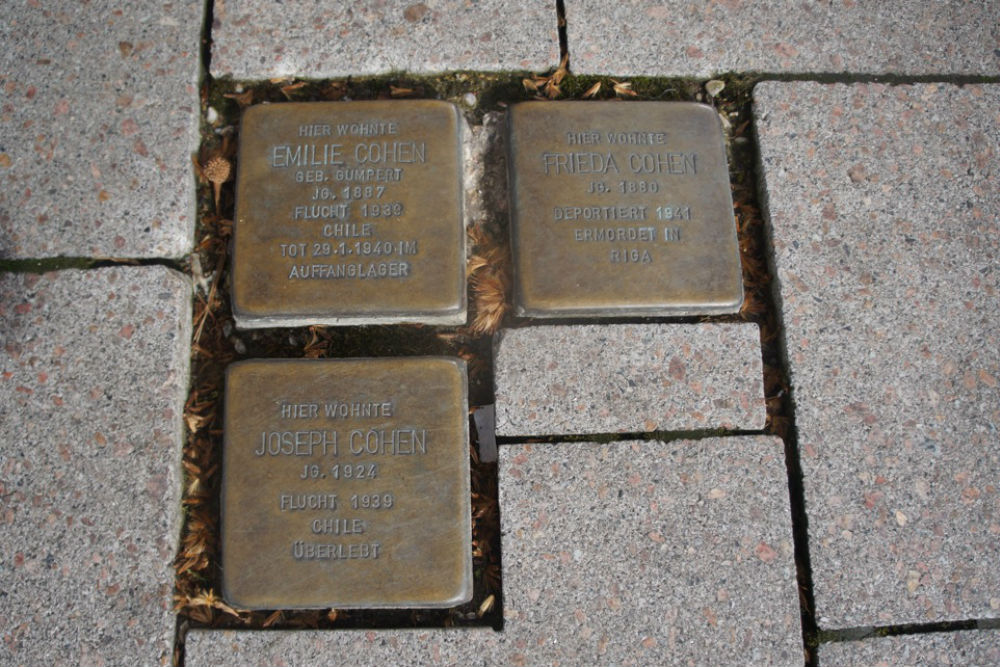 HIER WOHNTE
EMILIE COHEN
GEB. GUMPERT
JG. 1887
FLUCHT 1939
CHILE
TOT 29.1.1940 IM
AUFFANGLAGER
HIER WOHNTE
FRIEDA COHEN
JG. 1880
DEPORTIERT 1941
ERMORDET IN
RIGA
HIER WOHNTE
JOSEPH COHEN
JG. 1924
FLUCHT 1939
CHILE
ÜBERLEBT